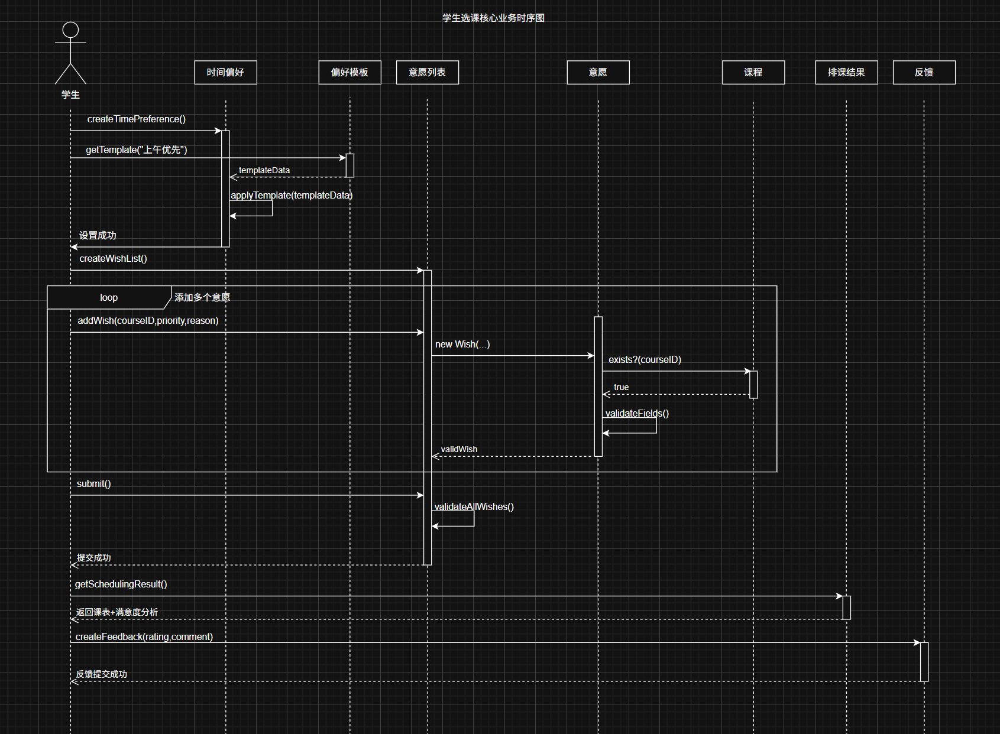 学生选课核心业务时序图
学生
时间偏好
偏好模板
意愿列表
意愿
课程
排课结果
反馈
createTimePreference()
getTemplate("上午优先")
templateData
applyTemplate(templateData)
设置成功
createWishList()
loop
添加多个意愿
addWish(courseID,priority,reason)
new Wish(...)
exists?(courseID)
true
validateFields()
validWish
submit()
validateAllWishes()
提交成功
getSchedulingResult()
返回课表+满意度分析
createFeedback(rating,comment)
反馈提交成功